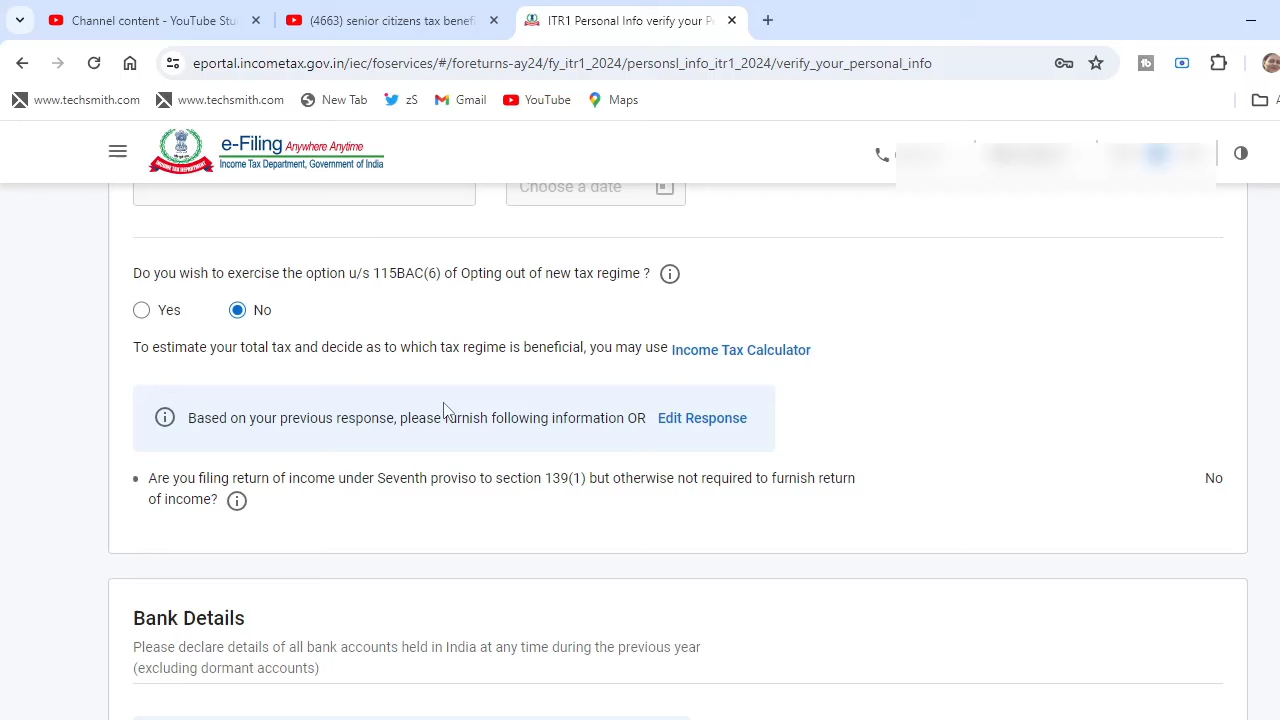 Channel content - YouTube Stu
(4663) senior citizens tax benef
ITR1 Personal Info verify your P
eportal.incometax.gov.in/iec/foservices/#/foreturns-ay24/fy_itr1_2024/personsl_info_itr1_2024/verify_your_personal_info
www.techsmith.com
www.techsmith.com
New Tab
zS
Gmail
YouTube
Maps
e-Filing Anywhere Anytime
Income Tax Department, Government of India
INCOME TAX DEPARTMENT
Choose a date
Do you wish to exercise the option u/s 115BAC(6) of Opting out of new tax regime ?
Yes
No
To estimate your total tax and decide as to which tax regime is beneficial, you may use Income Tax Calculator
Based on your previous response, please furnish following information OR Edit Response
Are you filing return of income under Seventh proviso to section 139(1) but otherwise not required to furnish return
of income?
No
Bank Details
Please declare details of all bank accounts held in India at any time during the previous year
(excluding dormant accounts)